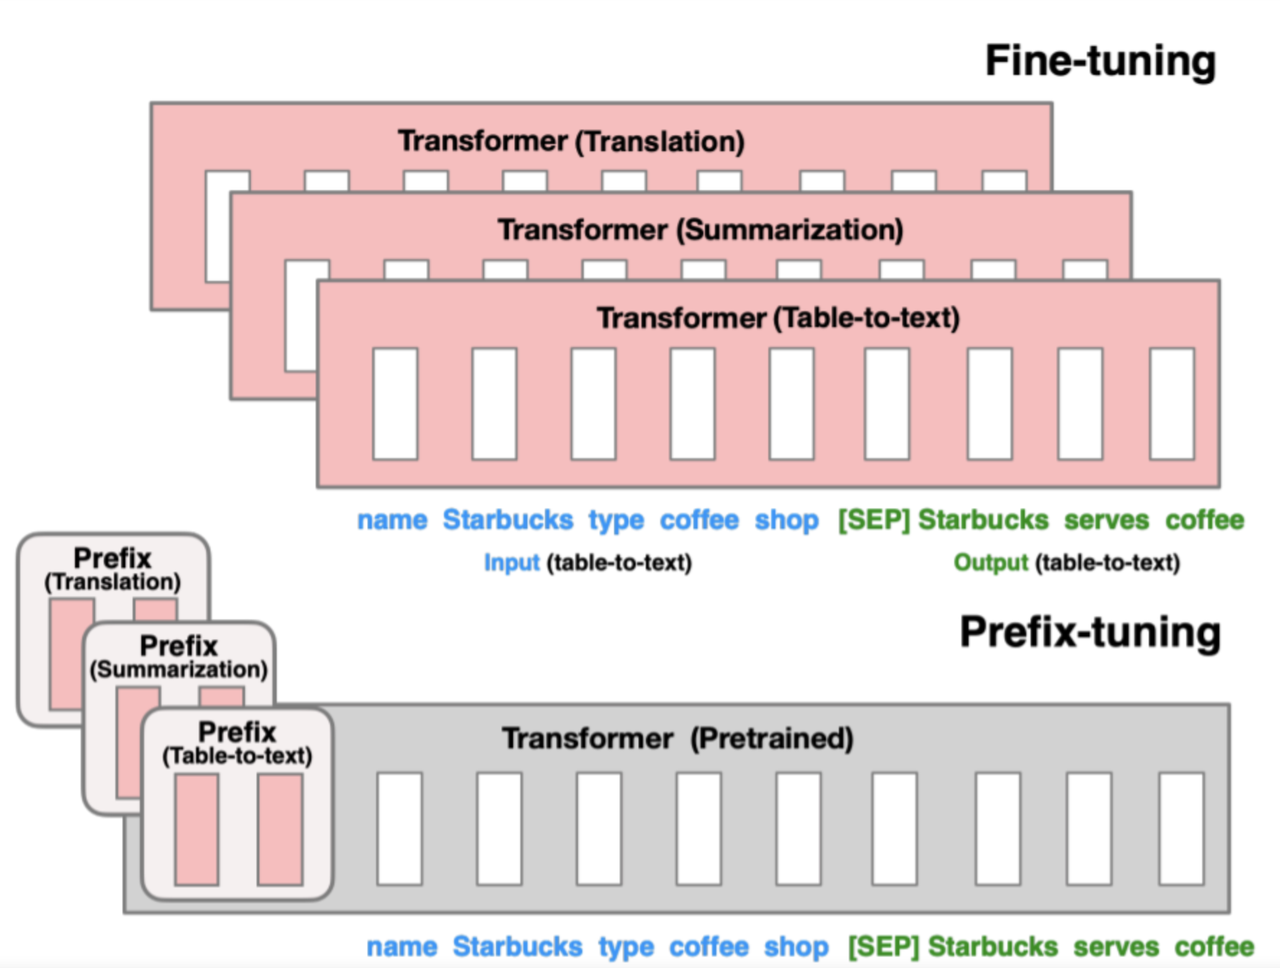 Fine-tuning
Transformer (Translation)
Transformer (Summarization)
Transformer (Table-to-text)
name Starbucks type coffee shop [SEP] Starbucks serves coffee
Input (table-to-text) Output (table-to-text)
Prefix
(Translation)
Prefix-tuning
Prefix
(Summarization)
Prefix
(Table-to-text)
Transformer (Pretrained)
name Starbucks type coffee shop [SEP] Starbucks serves coffee